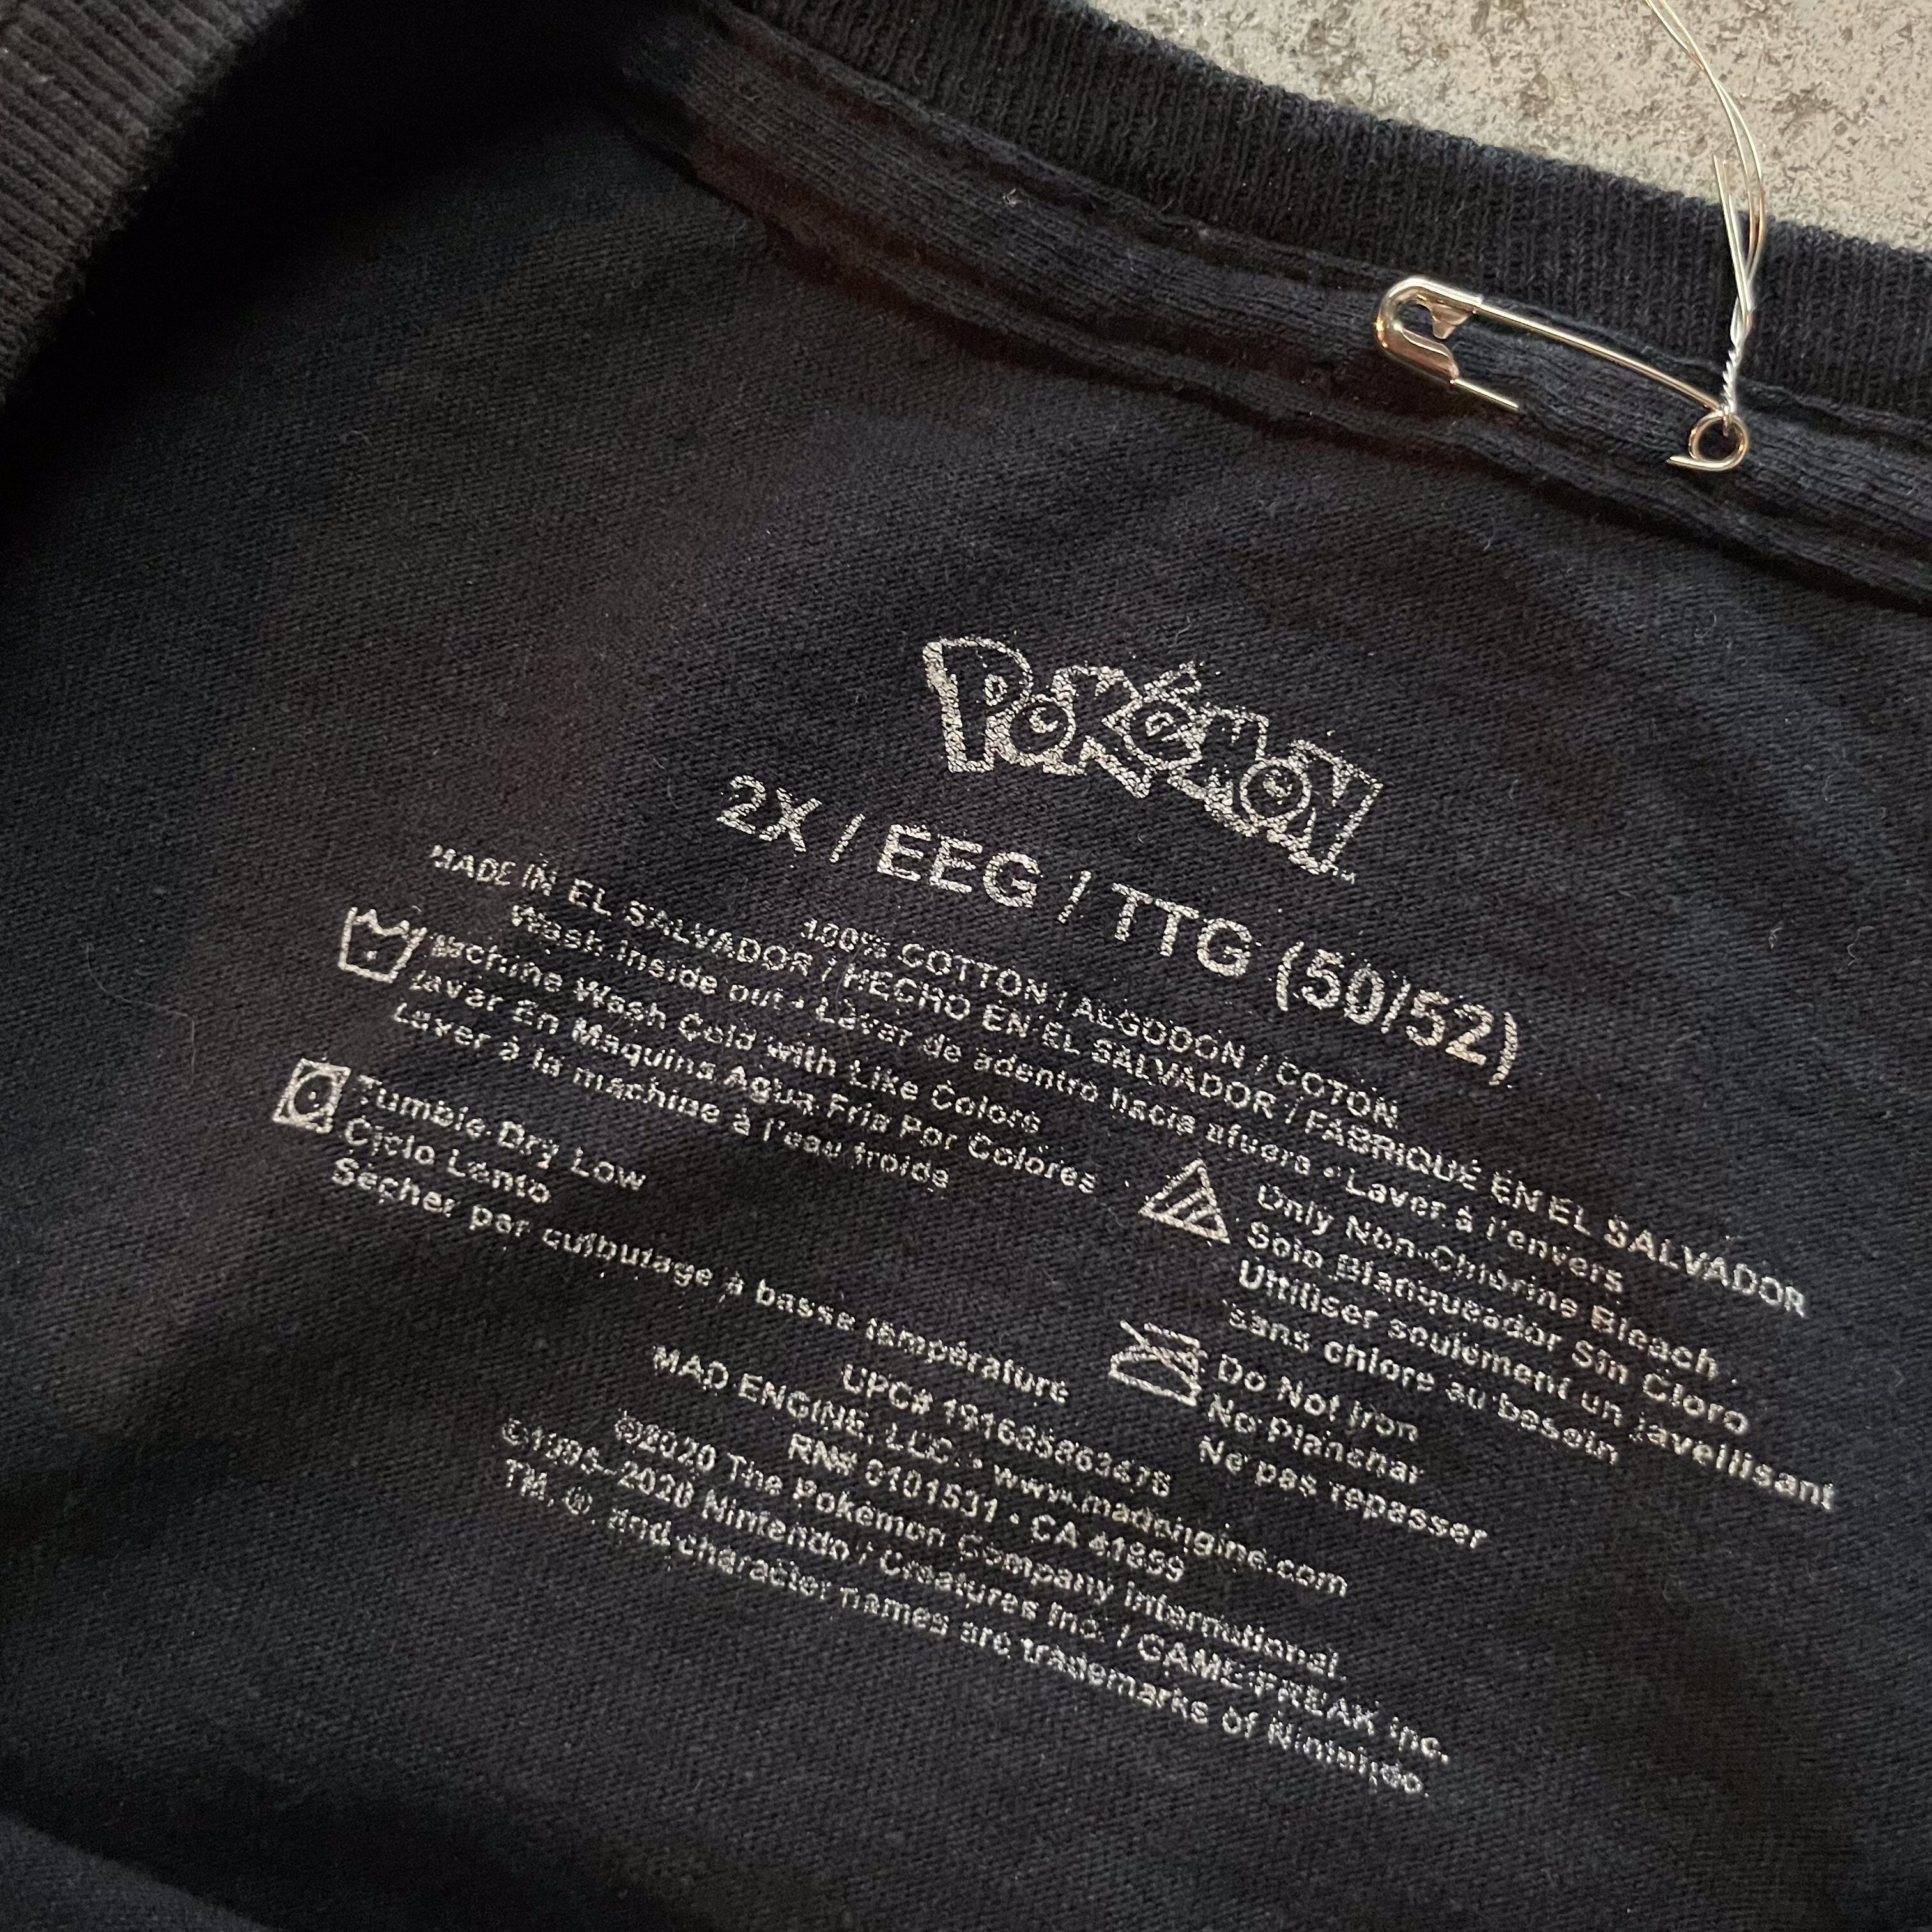 POKéMON
TM
2X / EEG / TTG (50/52)
100% COTTON / ALGODON / COTON
MADE IN EL SALVADOR / HECHO EN EL SALVADOR / FABRIQUÉ EN EL SALVADOR
Wash inside out • Lavar de adentro hacia afuera • Laver à l'envers
Machine Wash Cold with Like Colors
Lavar En Maquina Agua Fria Por Colores
Laver à la machine à l'eau froide
Only Non-Chlorine Bleach
Solo Blanqueador Sin Cloro
Utiliser seulement un javellisant
sans chlore au besoin
Tumble Dry Low
Ciclo Lento
Sécher par culbutage à basse température
Do Not Iron
No Planchar
Ne pas repasser
UPC#
MAD ENGINE, LLC. • www.madengine.com
RN# 0101531 • CA 41899
©2020 The Pokémon Company International.
©1995–2020 Nintendo / Creatures Inc. / GAME FREAK inc.
TM, ®, and character names are trademarks of Nintendo.